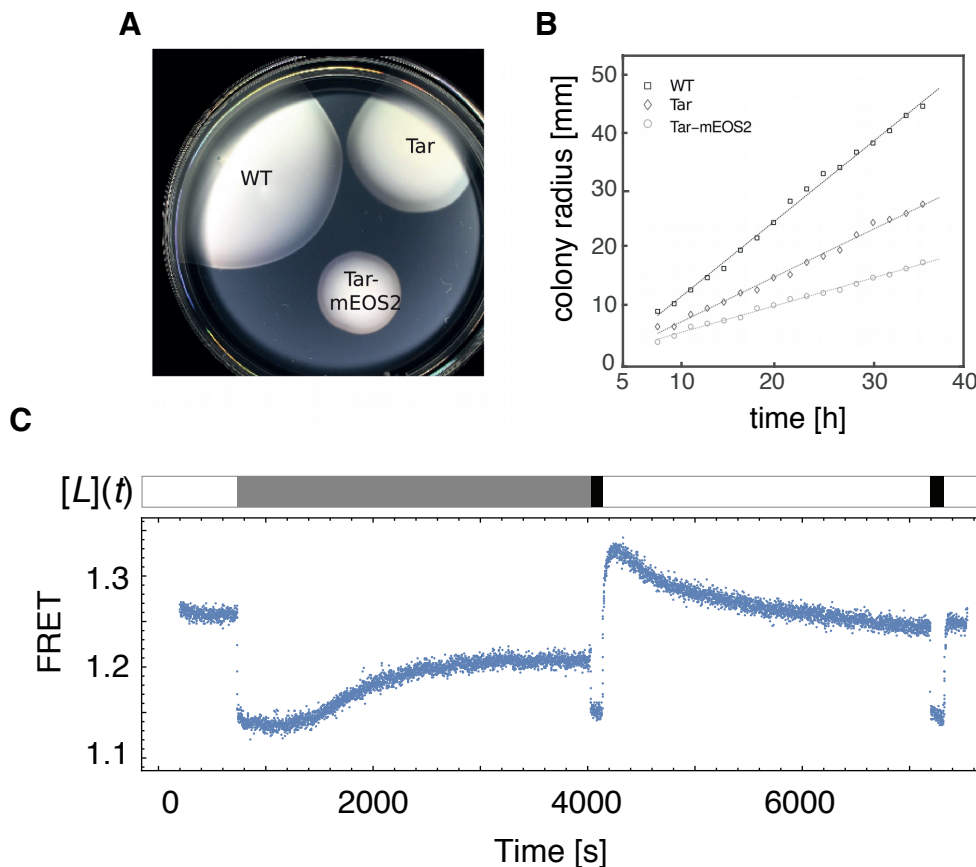 A
WT
Tar
Tar-
mEOS2
B
50
40
30
20
10
0
colony radius [mm]
WT
Tar
Tar−mEOS2
5 10 20 30 40
time [h]
C
[L](t)
1.3
1.2
1.1
FRET
0 2000 4000 6000
Time [s]